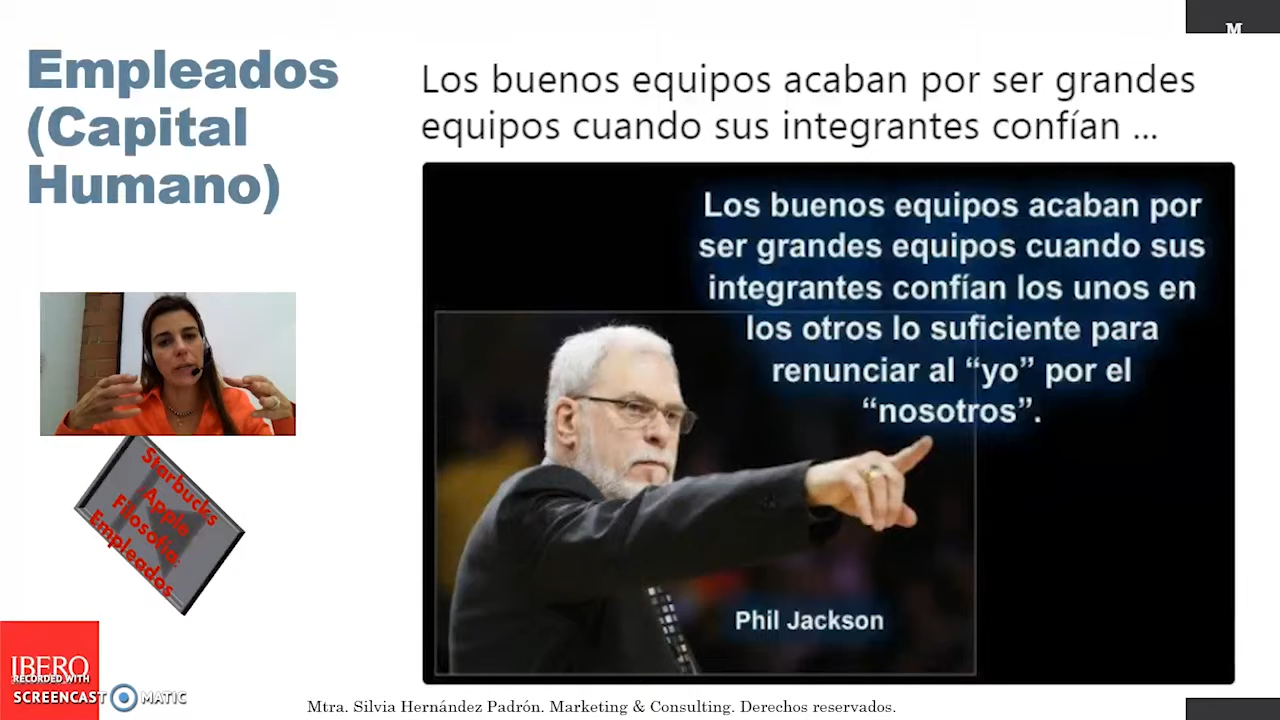 M
Empleados
(Capital
Humano)
Los buenos equipos acaban por ser grandes
equipos cuando sus integrantes confían ...
Los buenos equipos acaban por
ser grandes equipos cuando sus
integrantes confían los unos en
los otros lo suficiente para
renunciar al “yo” por el
“nosotros”.
Phil Jackson
Starbucks
Apple
Filosofía:
Empleados
IBERO
RECORDED WITH
SCREENCAST MATIC
Mtra. Silvia Hernández Padrón. Marketing & Consulting. Derechos reservados.